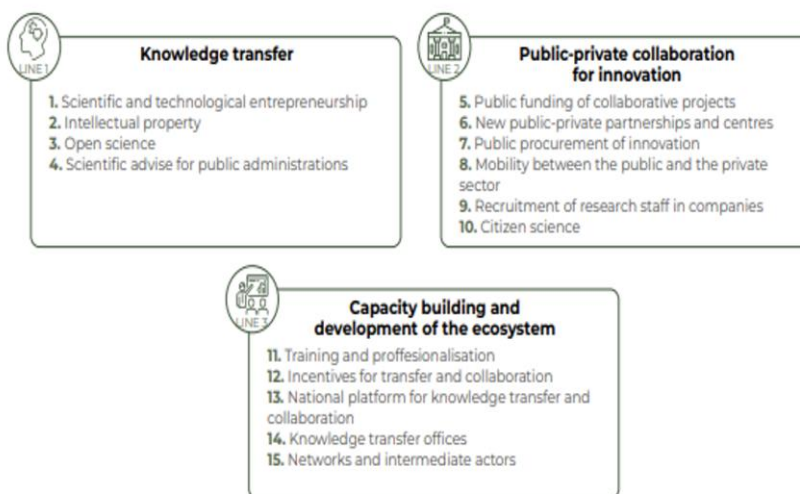 LINE 1
Knowledge transfer
1. Scientific and technological entrepreneurship
2. Intellectual property
3. Open science
4. Scientific advise for public administrations
LINE 2
Public-private collaboration
for innovation
5. Public funding of collaborative projects
6. New public-private partnerships and centres
7. Public procurement of innovation
8. Mobility between the public and the private
sector
9. Recruitment of research staff in companies
10. Citizen science
LINE 3
Capacity building and
development of the ecosystem
11. Training and proffesionalisation
12. Incentives for transfer and collaboration
13. National platform for knowledge transfer and
collaboration
14. Knowledge transfer offices
15. Networks and intermediate actors